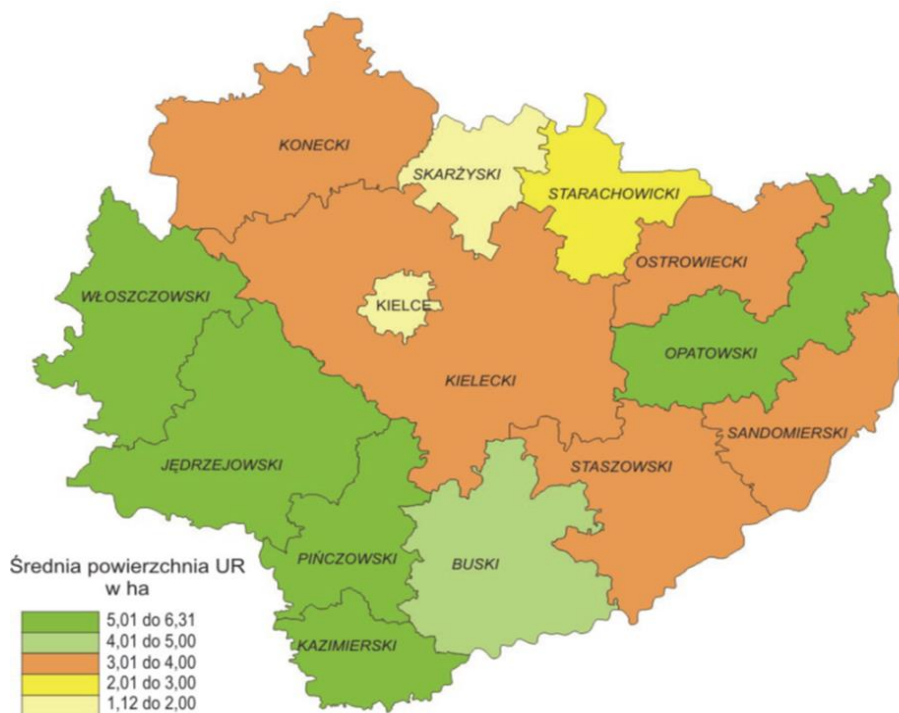 KONECKI
SKARŻYSKI
STARACHOWICKI
OSTROWIECKI
WŁOSZCZOWSKI
KIELCE
OPATOWSKI
KIELECKI
SANDOMIERSKI
JĘDRZEJOWSKI
STASZOWSKI
PIŃCZOWSKI
BUSKI
KAZIMIERSKI
Średnia powierzchnia UR
w ha
5,01 do 6,31
4,01 do 5,00
3,01 do 4,00
2,01 do 3,00
1,12 do 2,00